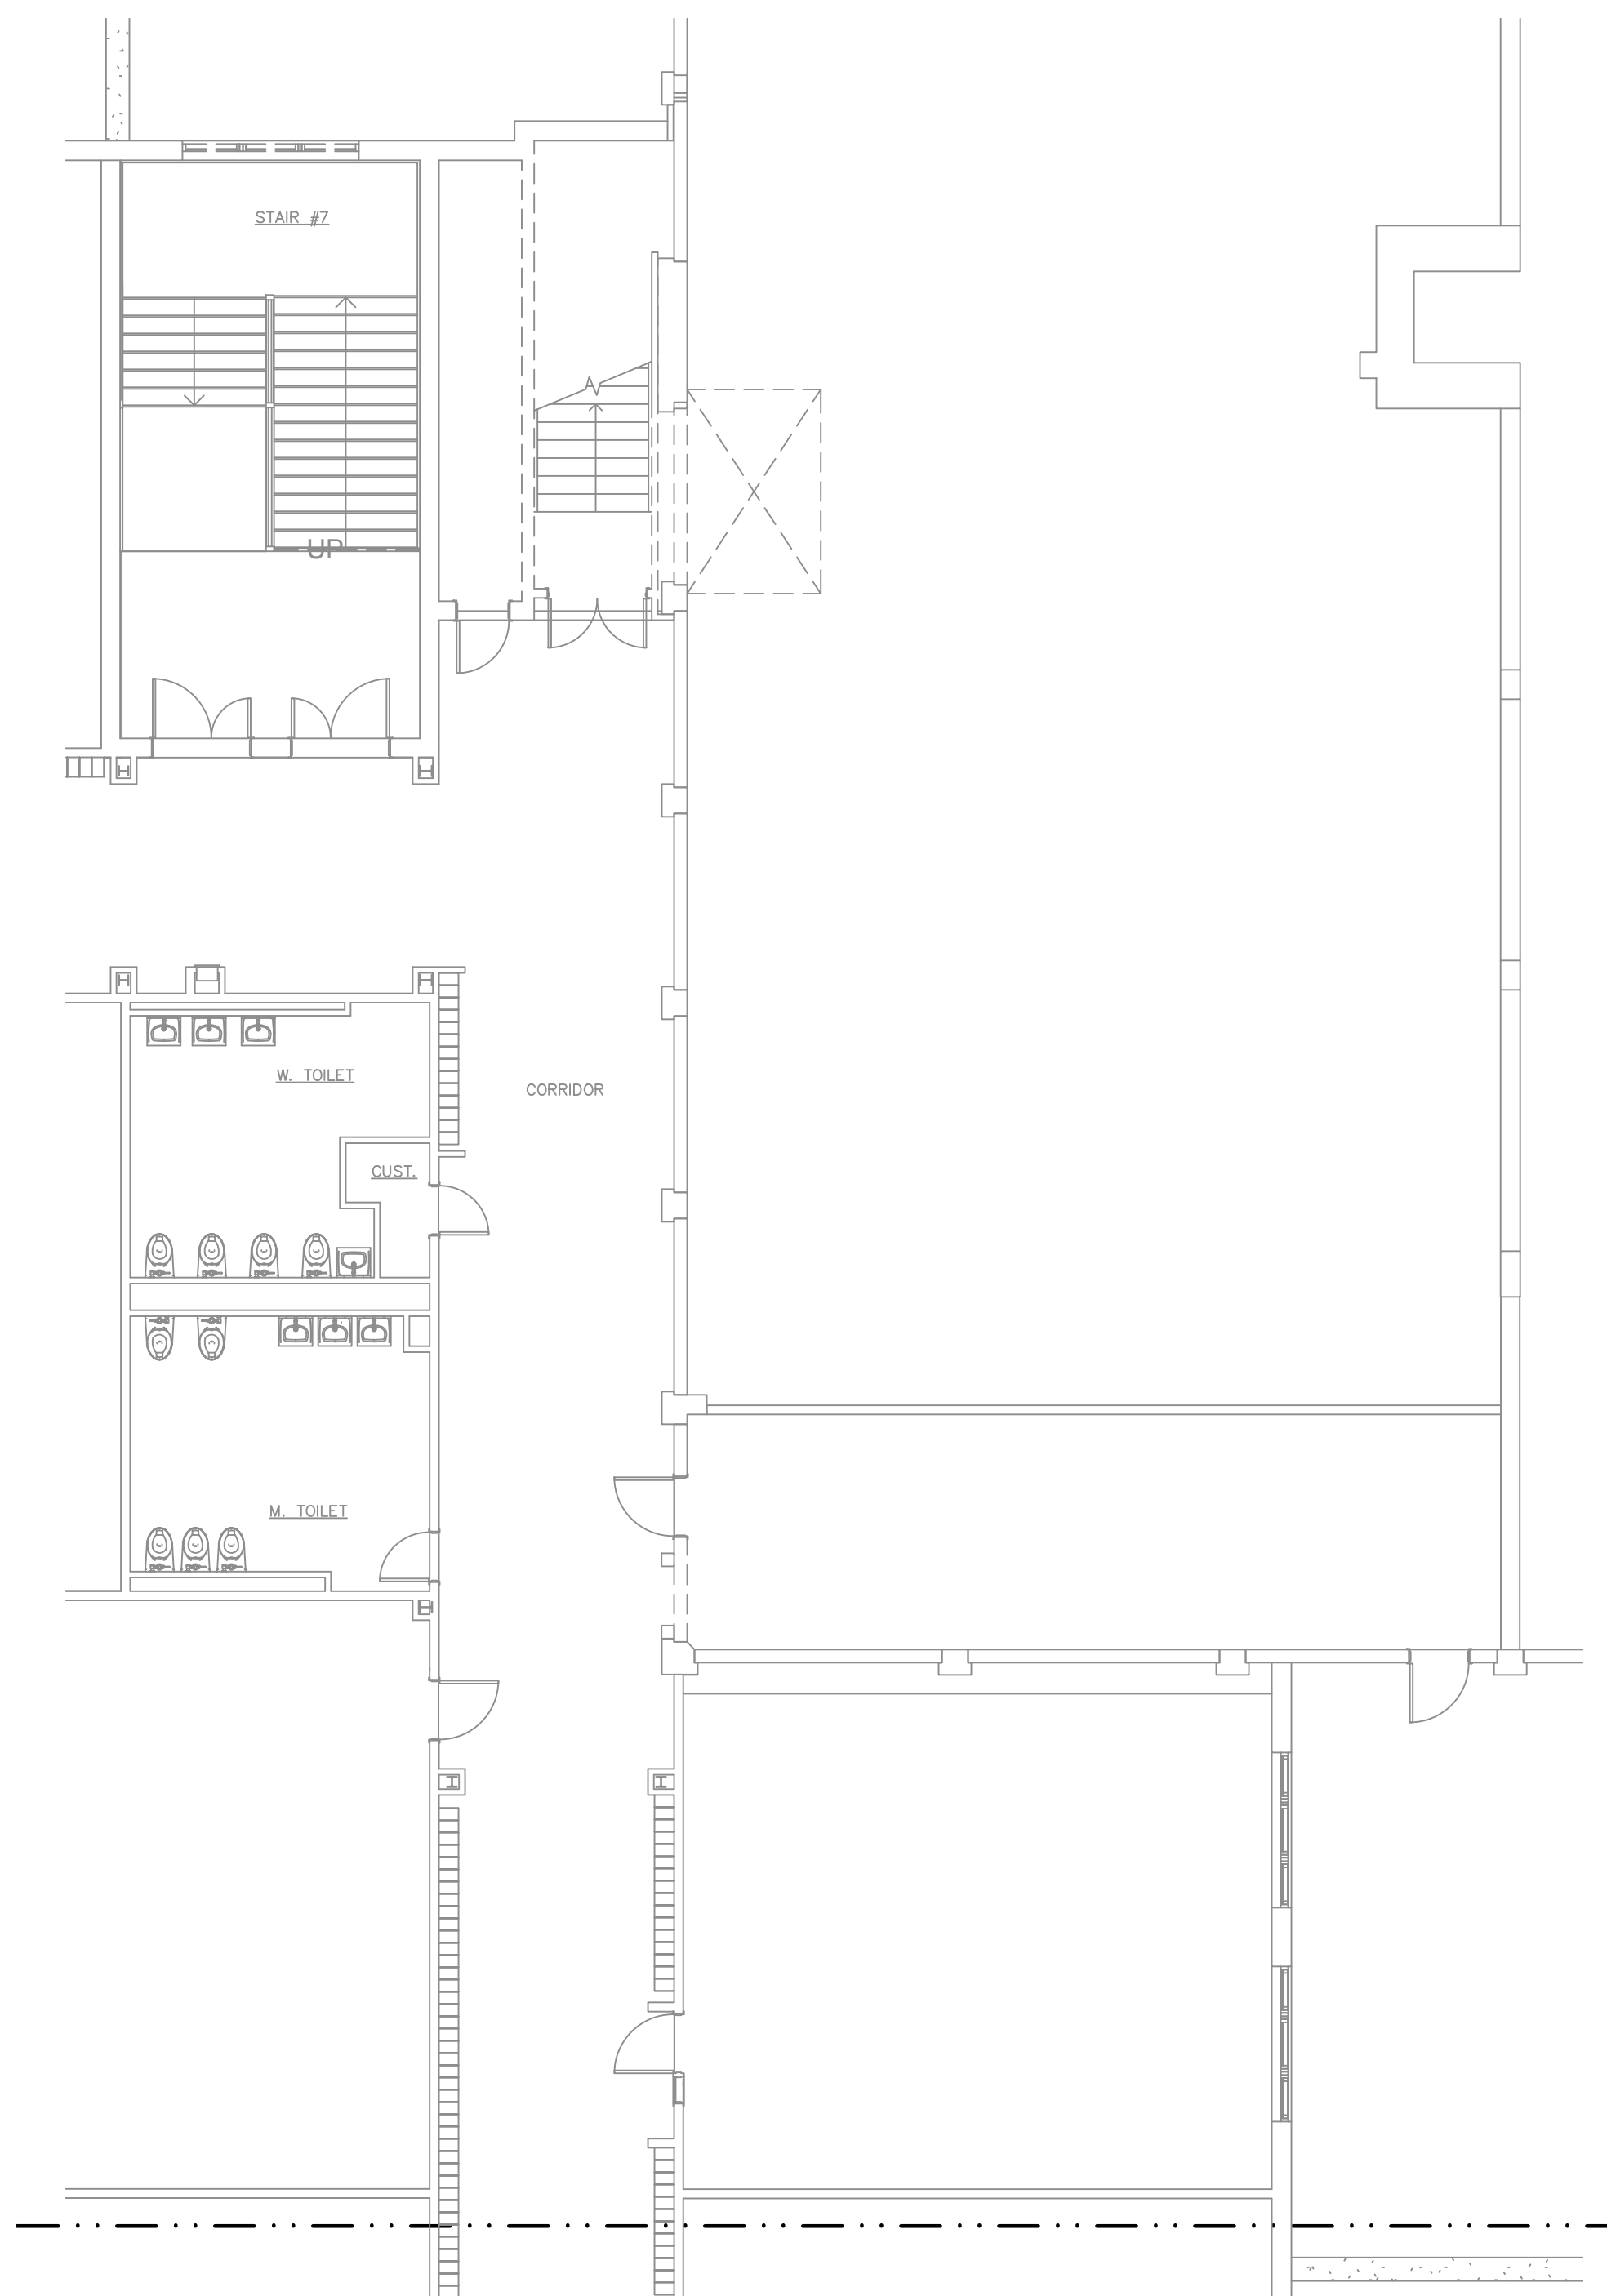 STAIR #7
UP
W. TOILET
CORRIDOR
CUST.
M. TOILET